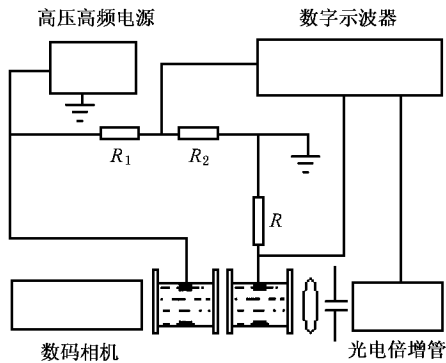 高压高频电源
数字示波器
R1
R2
R
数码相机
光电倍增管